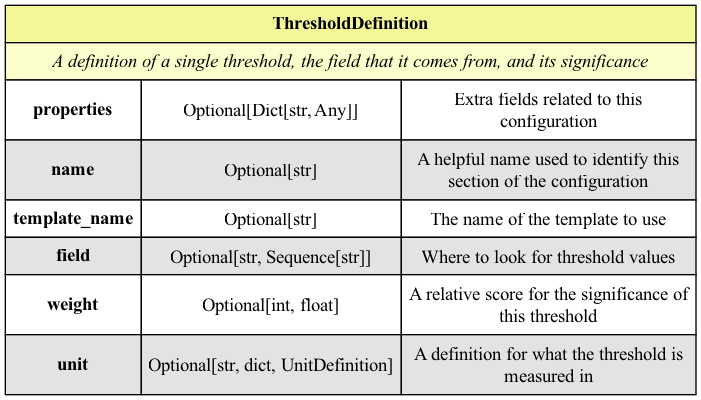 ThresholdDefinition
A definition of a single threshold, the field that it comes from, and its significance
properties
Optional[Dict[str, Any]]
Extra fields related to this
configuration
name
Optional[str]
A helpful name used to identify this
section of the configuration
template_name
Optional[str]
The name of the template to use
field
Optional[str, Sequence[str]]
Where to look for threshold values
weight
Optional[int, float]
A relative score for the significance of
this threshold
unit
Optional[str, dict, UnitDefinition]
A definition for what the threshold is
measured in